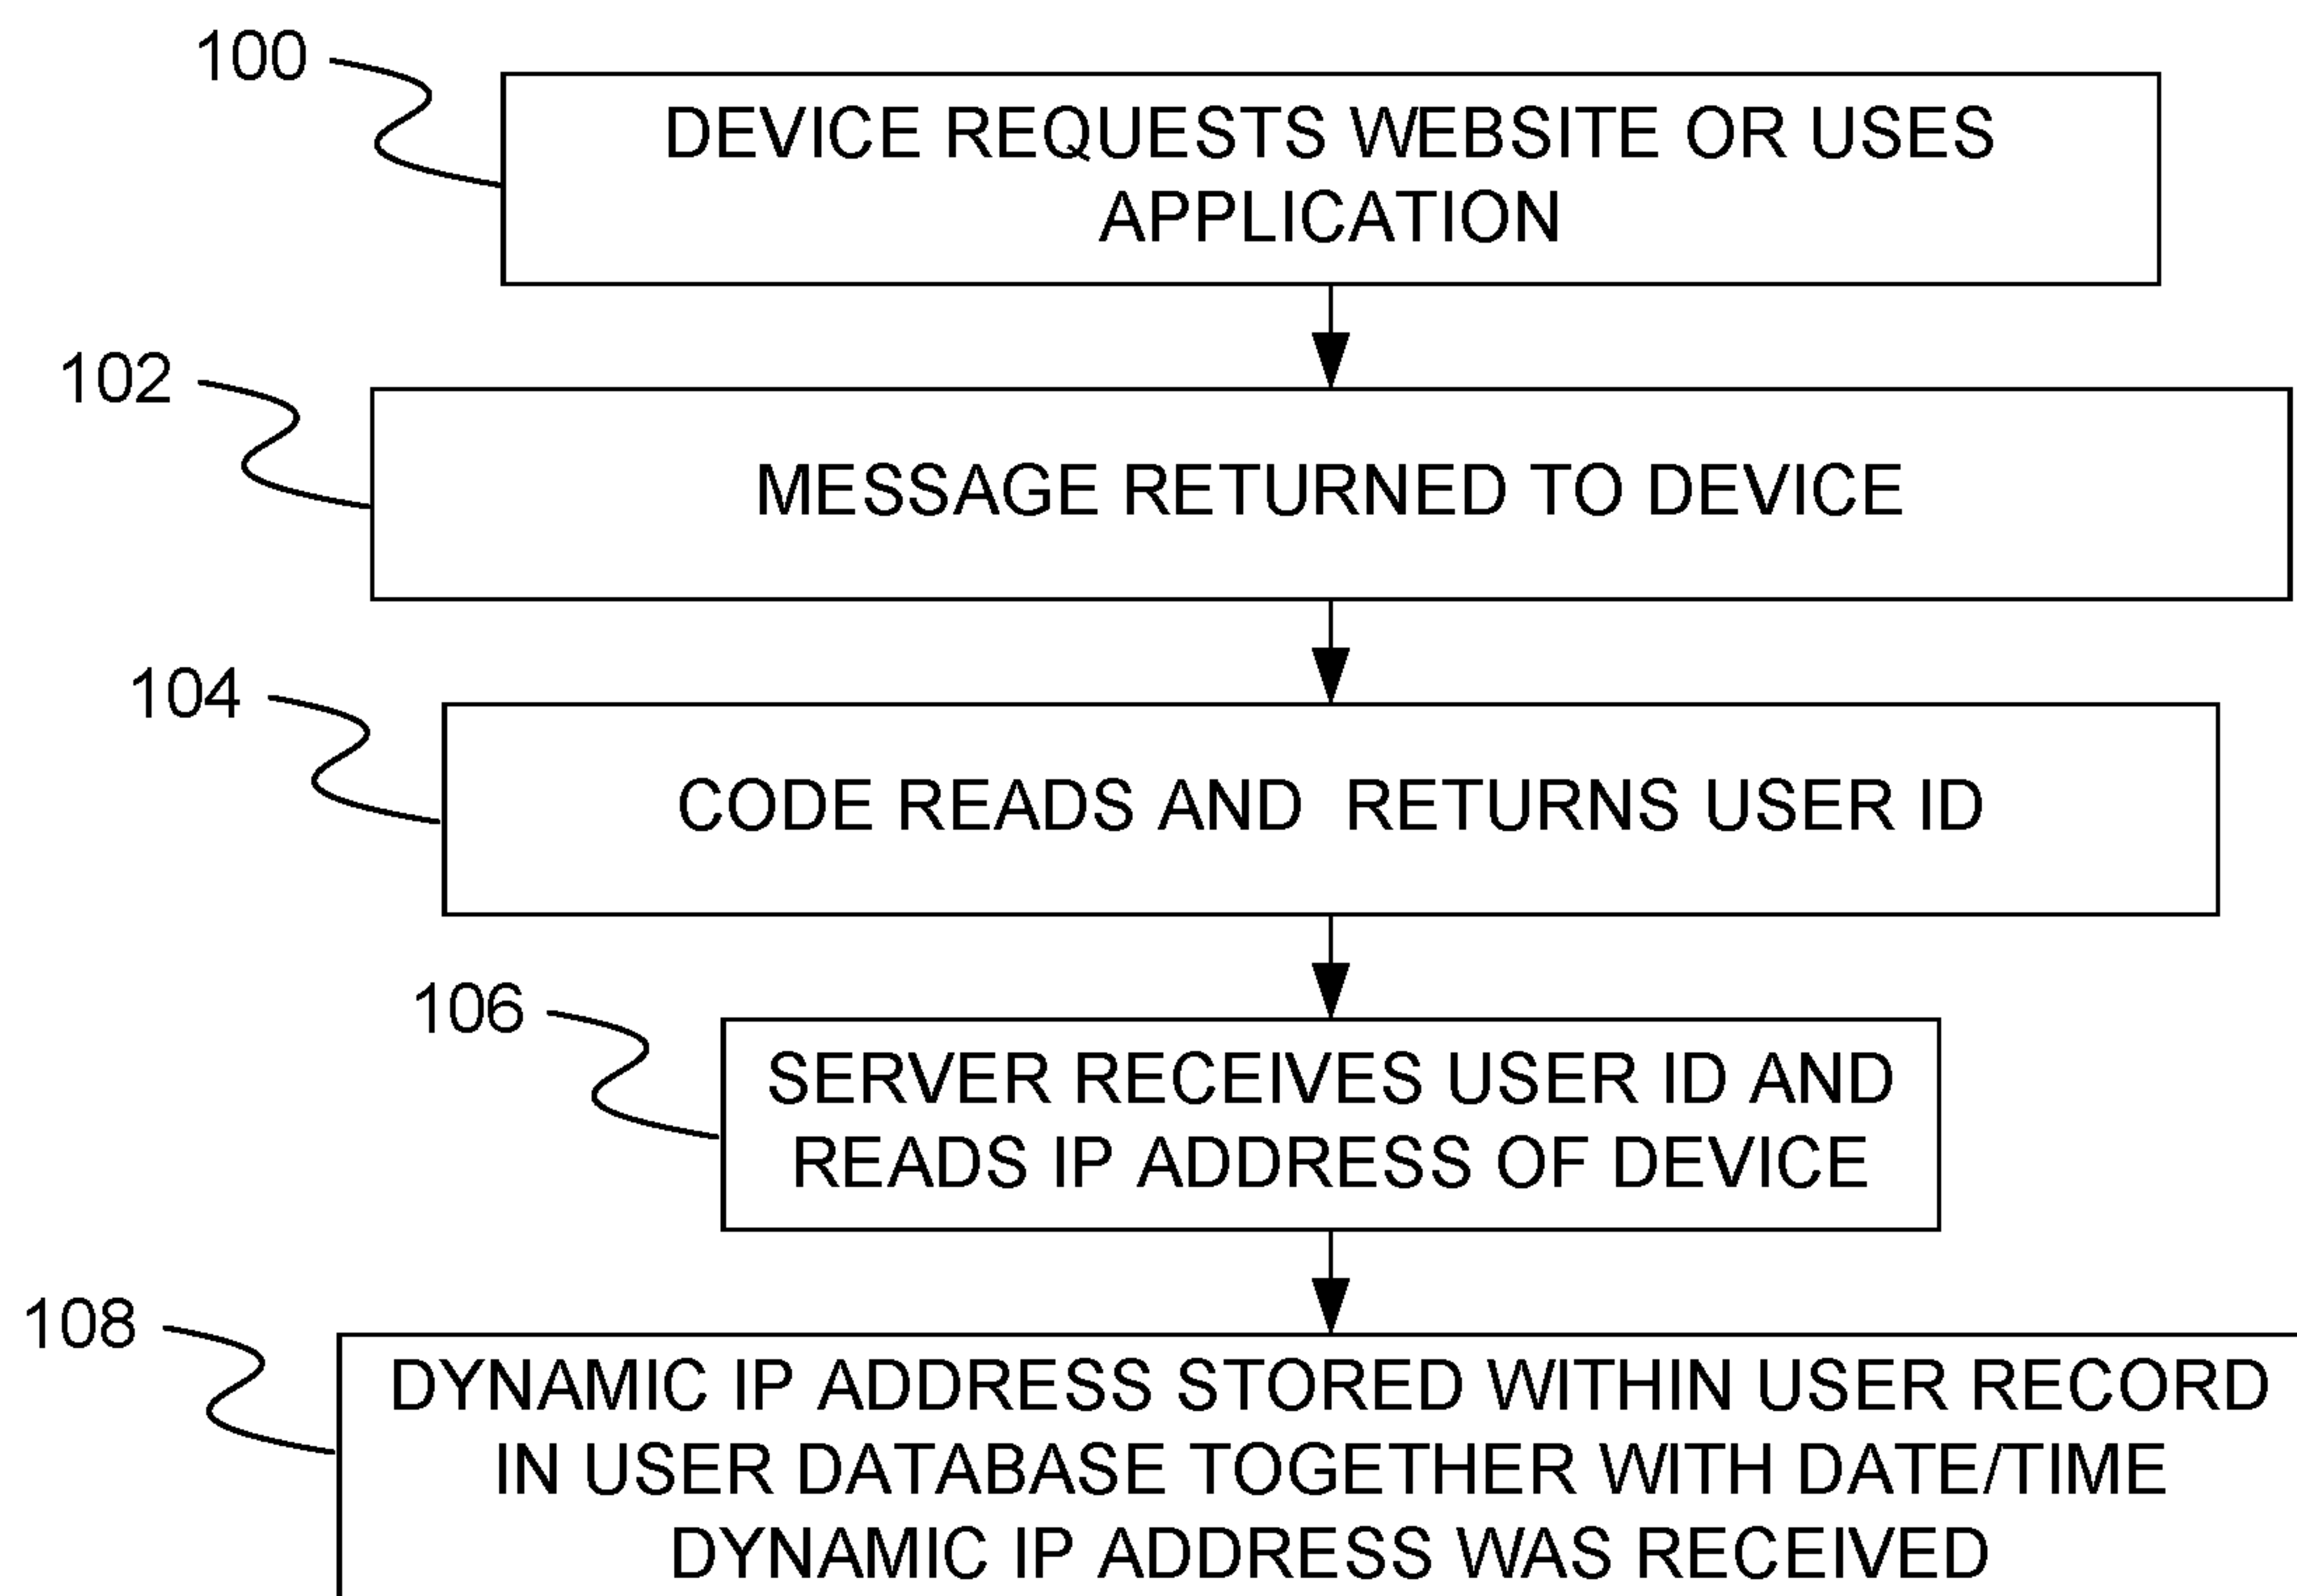 100
DEVICE REQUESTS WEBSITE OR USES
APPLICATION
102
MESSAGE RETURNED TO DEVICE
104
CODE READS AND RETURNS USER ID
106
SERVER RECEIVES USER ID AND
READS IP ADDRESS OF DEVICE
108
DYNAMIC IP ADDRESS STORED WITHIN USER RECORD
IN USER DATABASE TOGETHER WITH DATE/TIME
DYNAMIC IP ADDRESS WAS RECEIVED